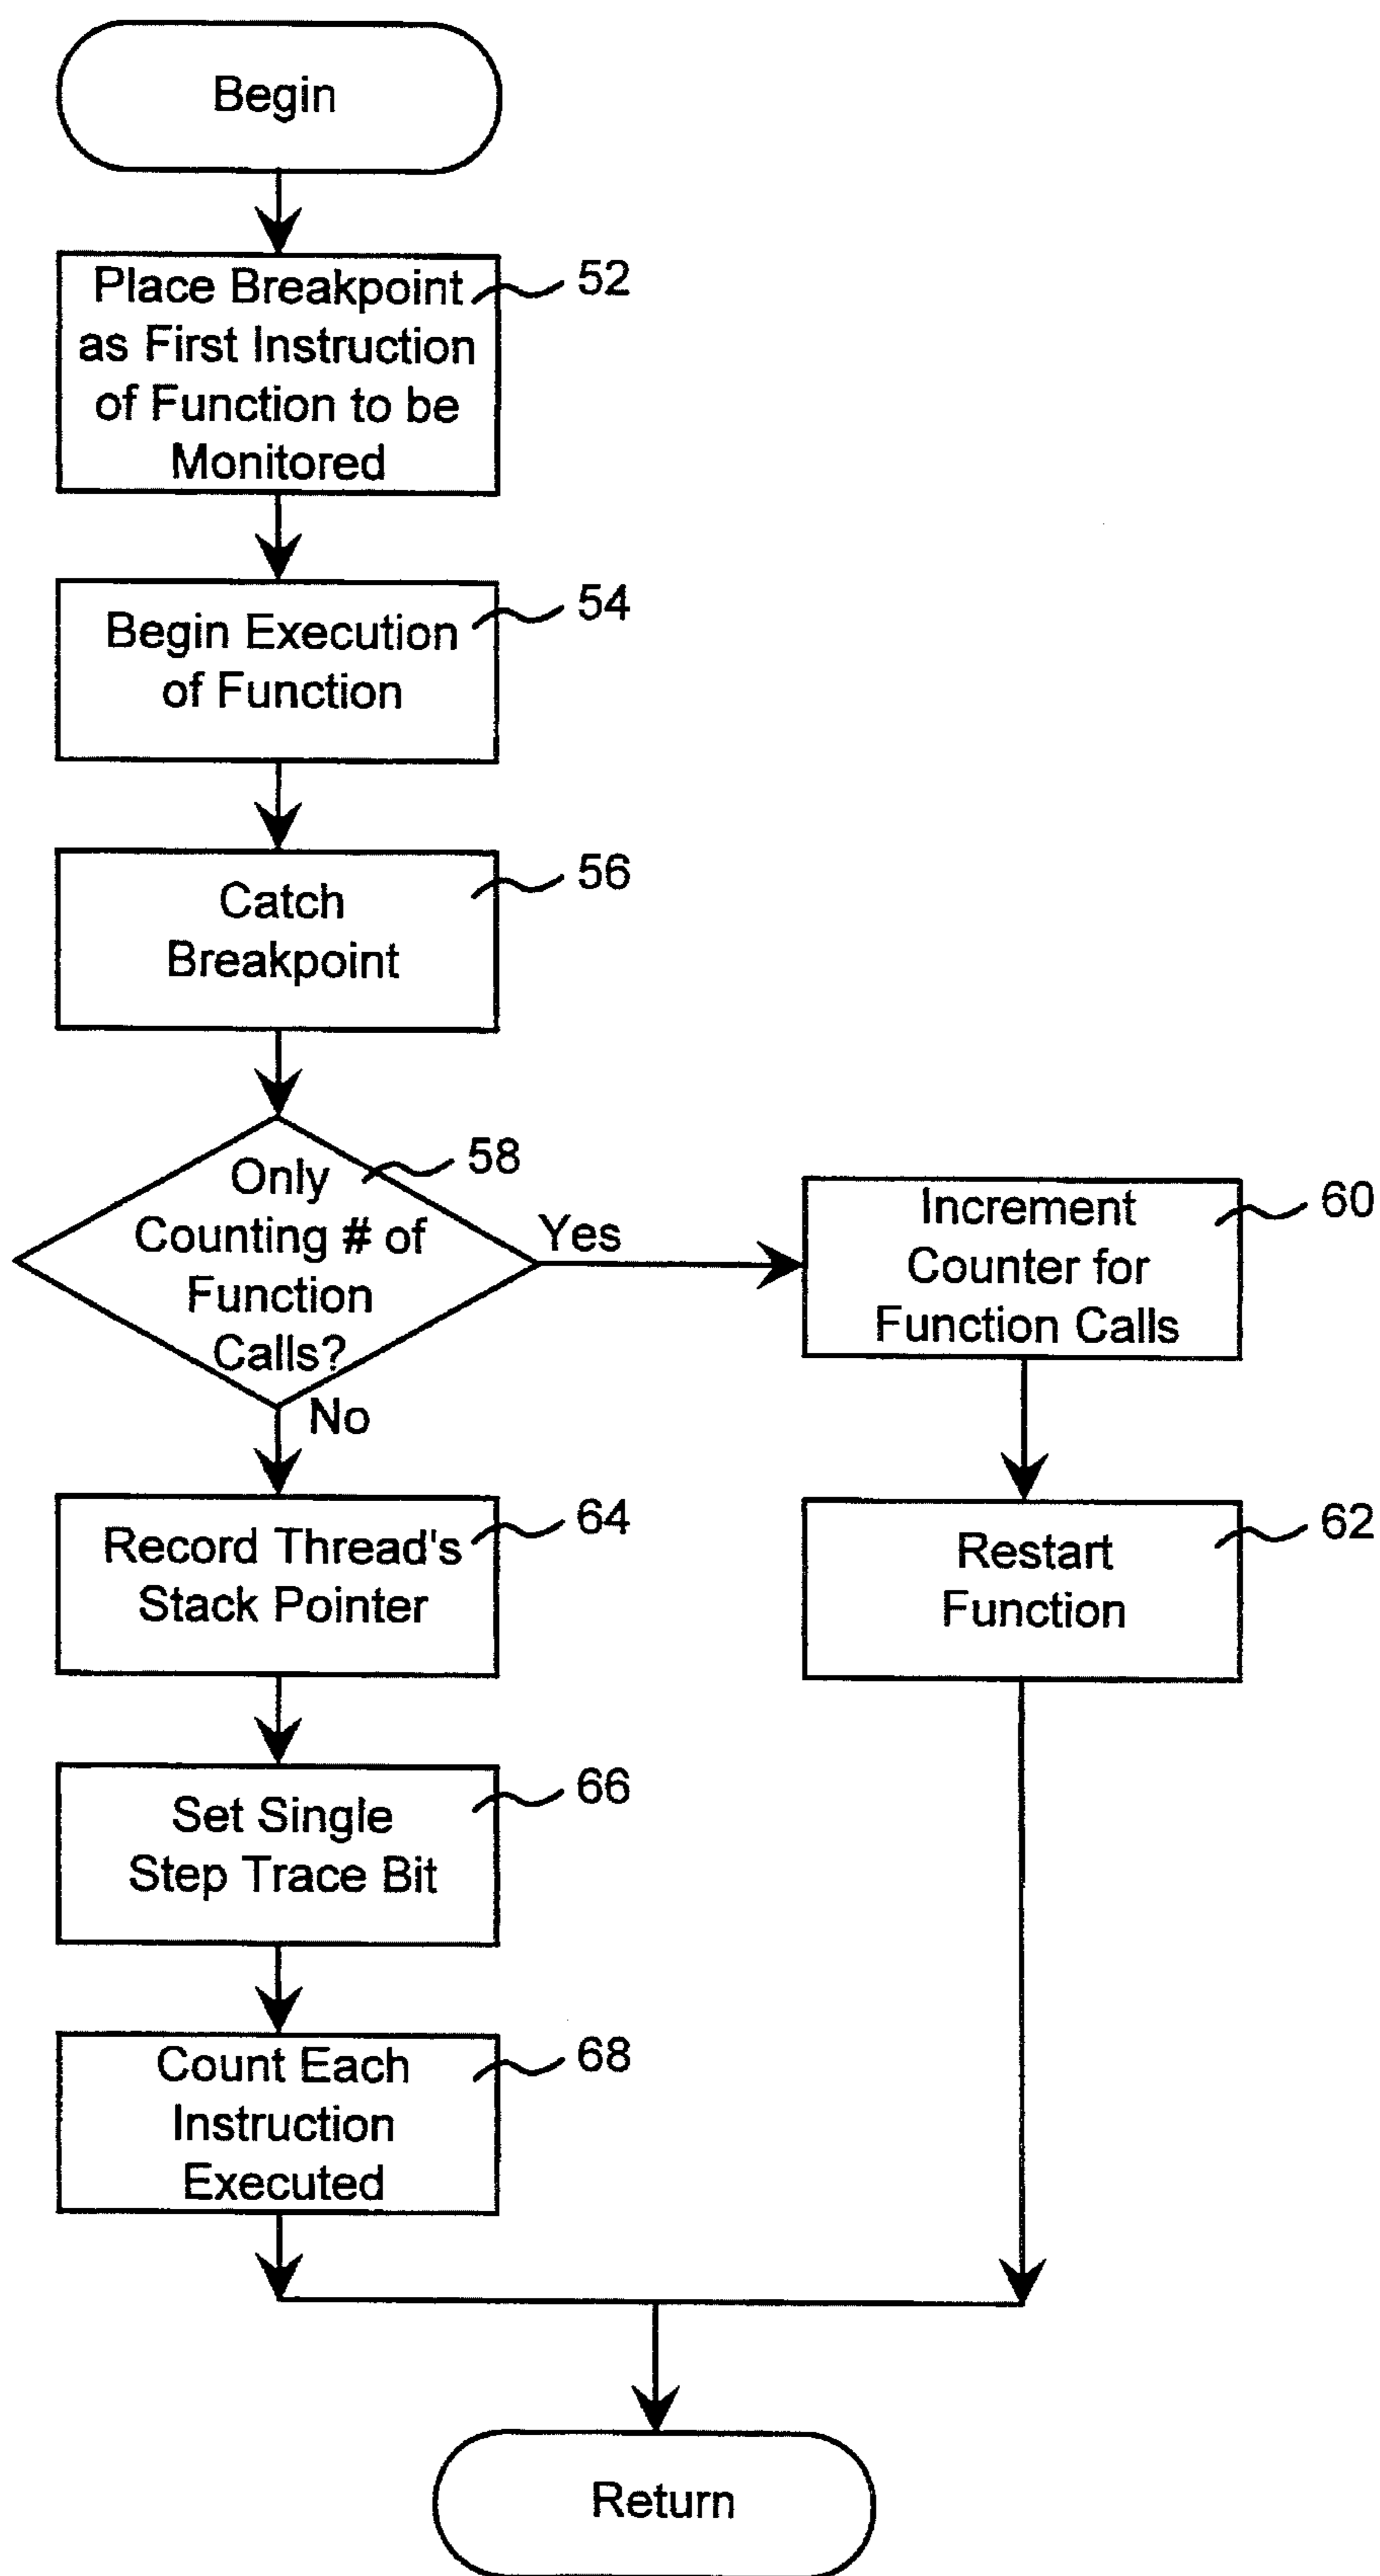 Begin
Place Breakpoint
as First Instruction
of Function to be
Monitored
52
Begin Execution
of Function
54
Catch
Breakpoint
56
Only
Counting # of
Function
Calls?
58
Yes
No
Increment
Counter for
Function Calls
60
Restart
Function
62
Record Thread's
Stack Pointer
64
Set Single
Step Trace Bit
66
Count Each
Instruction
Executed
68
Return